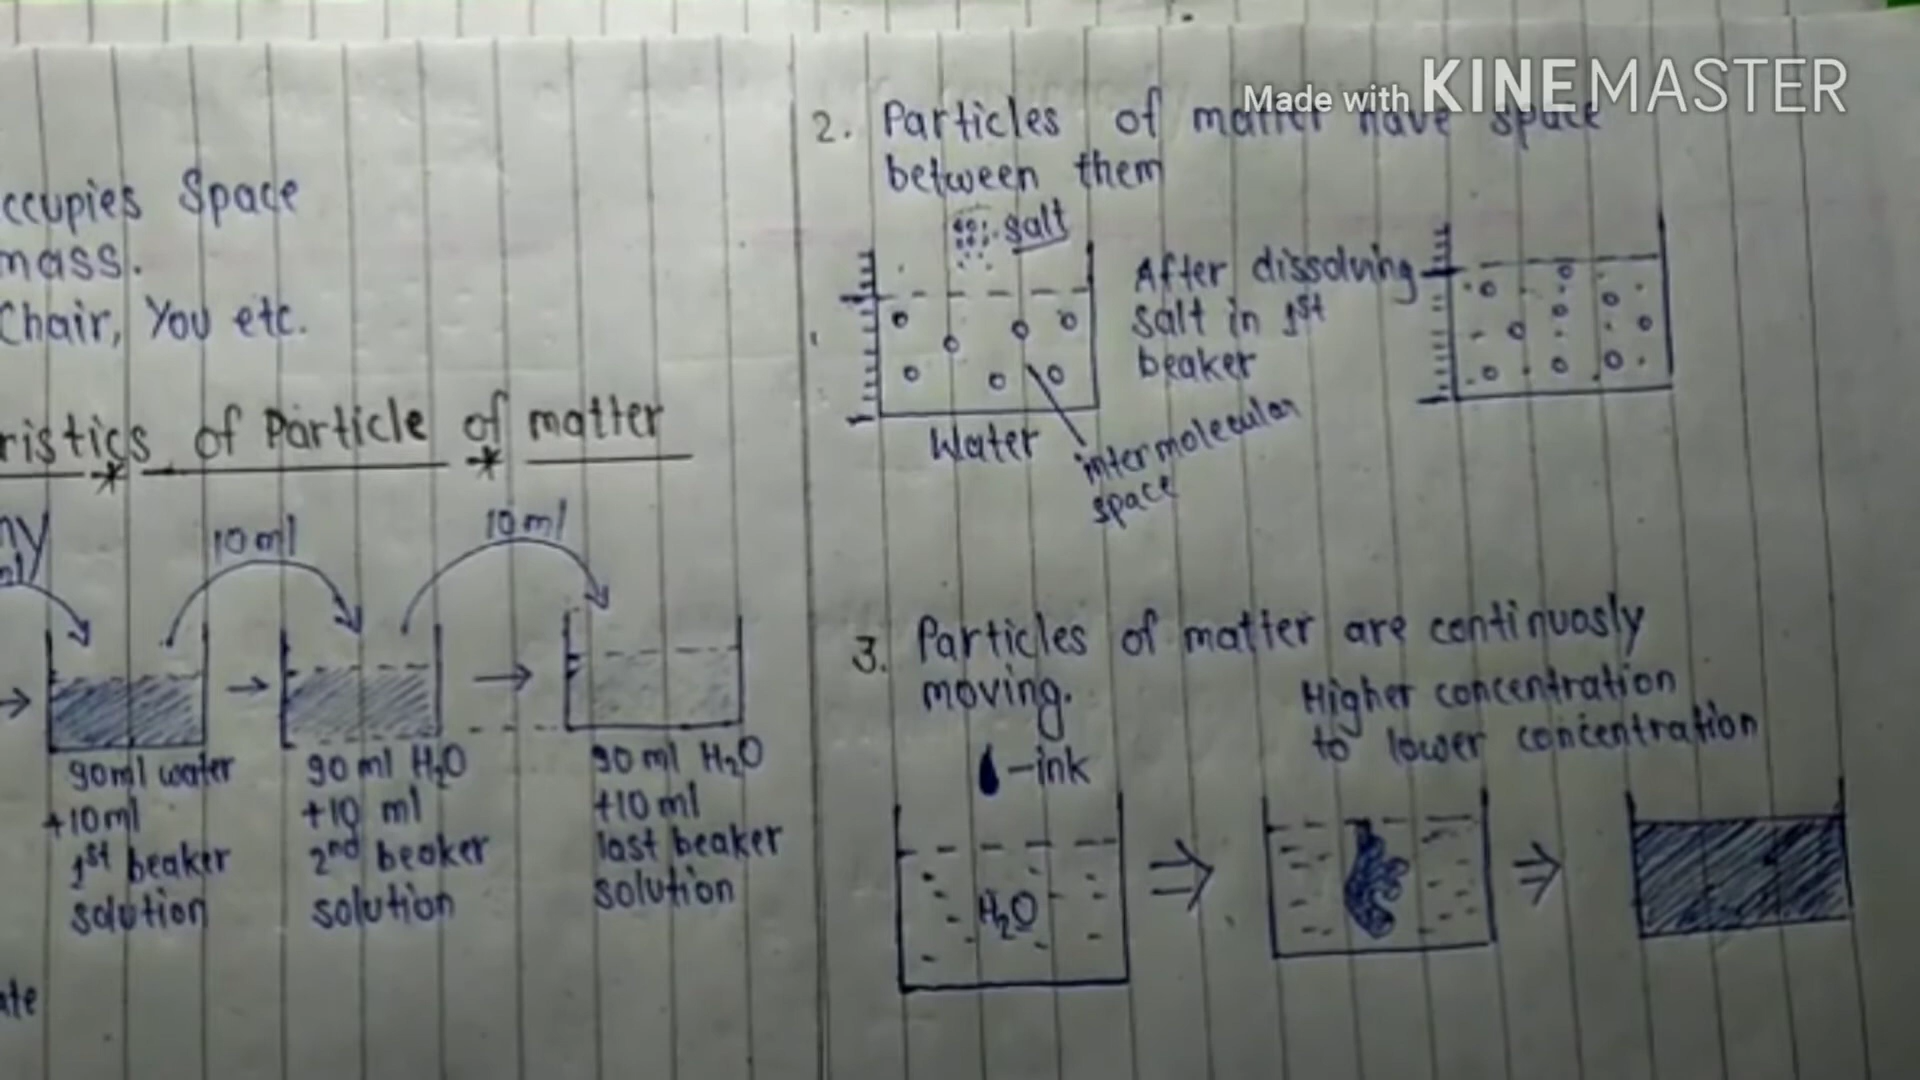 Made with KINEMASTER
ccupies Space
mass.
Chair, You etc.
ristics of Particle of matter
10 ml
10 ml
90ml water
+10ml
1st beaker
solution
90 ml H2O
+10 ml
2nd beaker
solution
90 ml H2O
+10 ml
last beaker
solution
2. Particles of matter have space
between them
salt
Water
intermolecular
space
After dissolving
salt in 1st
beaker
3. Particles of matter are continuosly
moving.
Higher concentration
to lower concentration
-ink
H2O